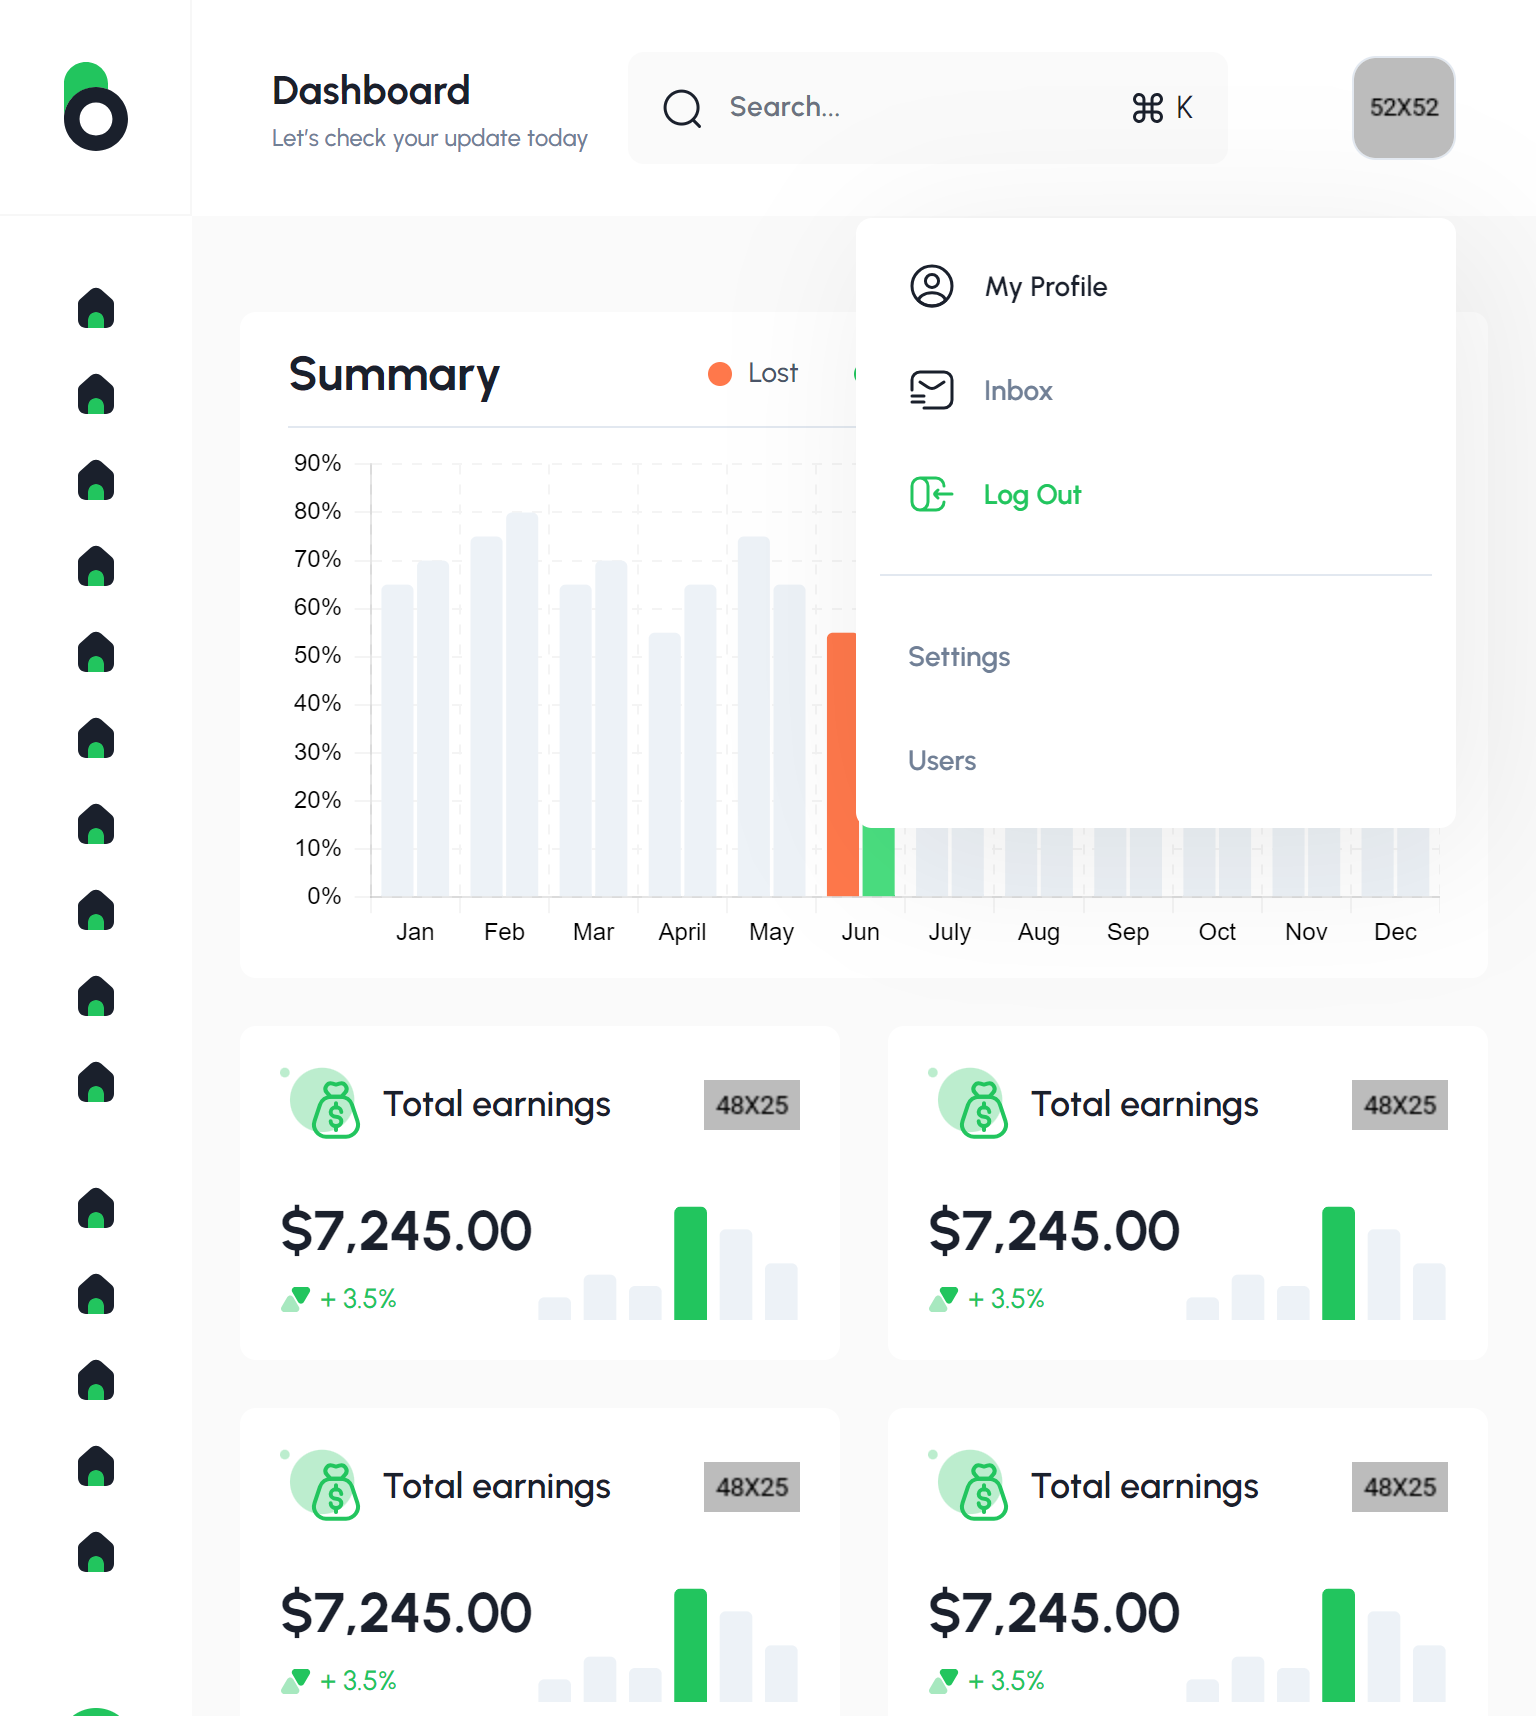 Dashboard
Let's check your update today
Search...
⌘ K
52X52
My Profile
Inbox
Log Out
Settings
Users
Summary
Lost
90%
80%
70%
60%
50%
40%
30%
20%
10%
0%
Jan Feb Mar April May Jun July Aug Sep Oct Nov Dec
Total earnings
48X25
$7,245.00
+ 3.5%
Total earnings
48X25
$7,245.00
+ 3.5%
Total earnings
48X25
$7,245.00
+ 3.5%
Total earnings
48X25
$7,245.00
+ 3.5%